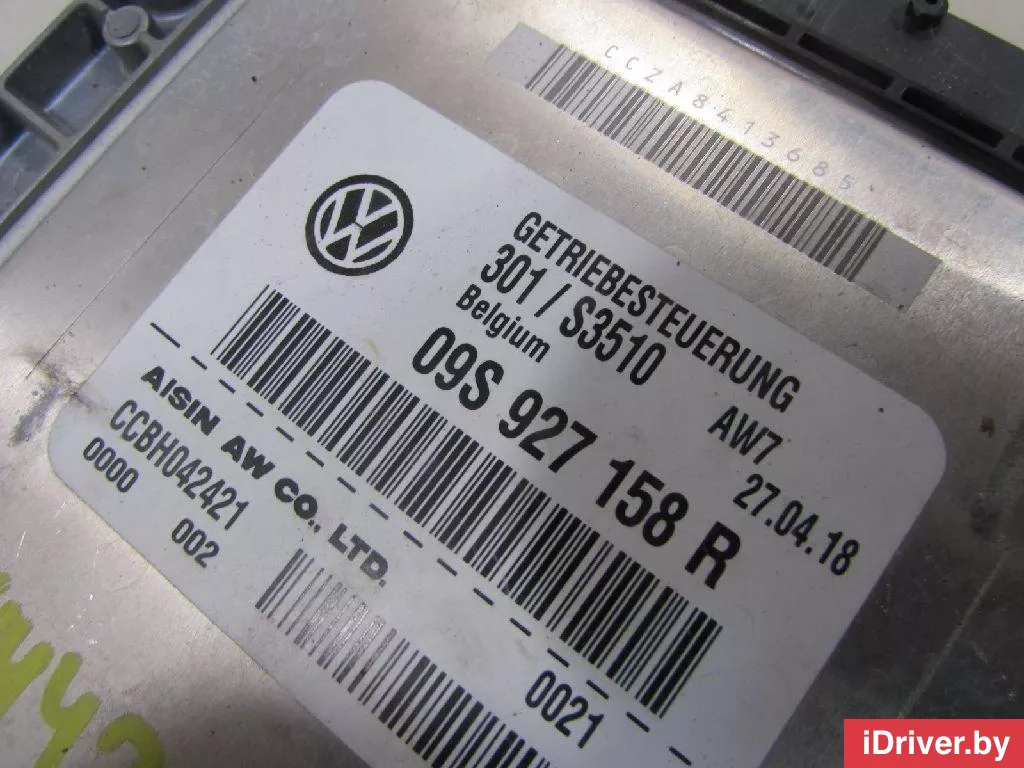 CCZA8413685
GETRIEBESTEUERUNG
301 / S3510 AW7
Belgium 27.04.18
09S 927 158 R
AISIN AW CO., LTD.
CCBH042421 0021
0000 002
iDriver.by